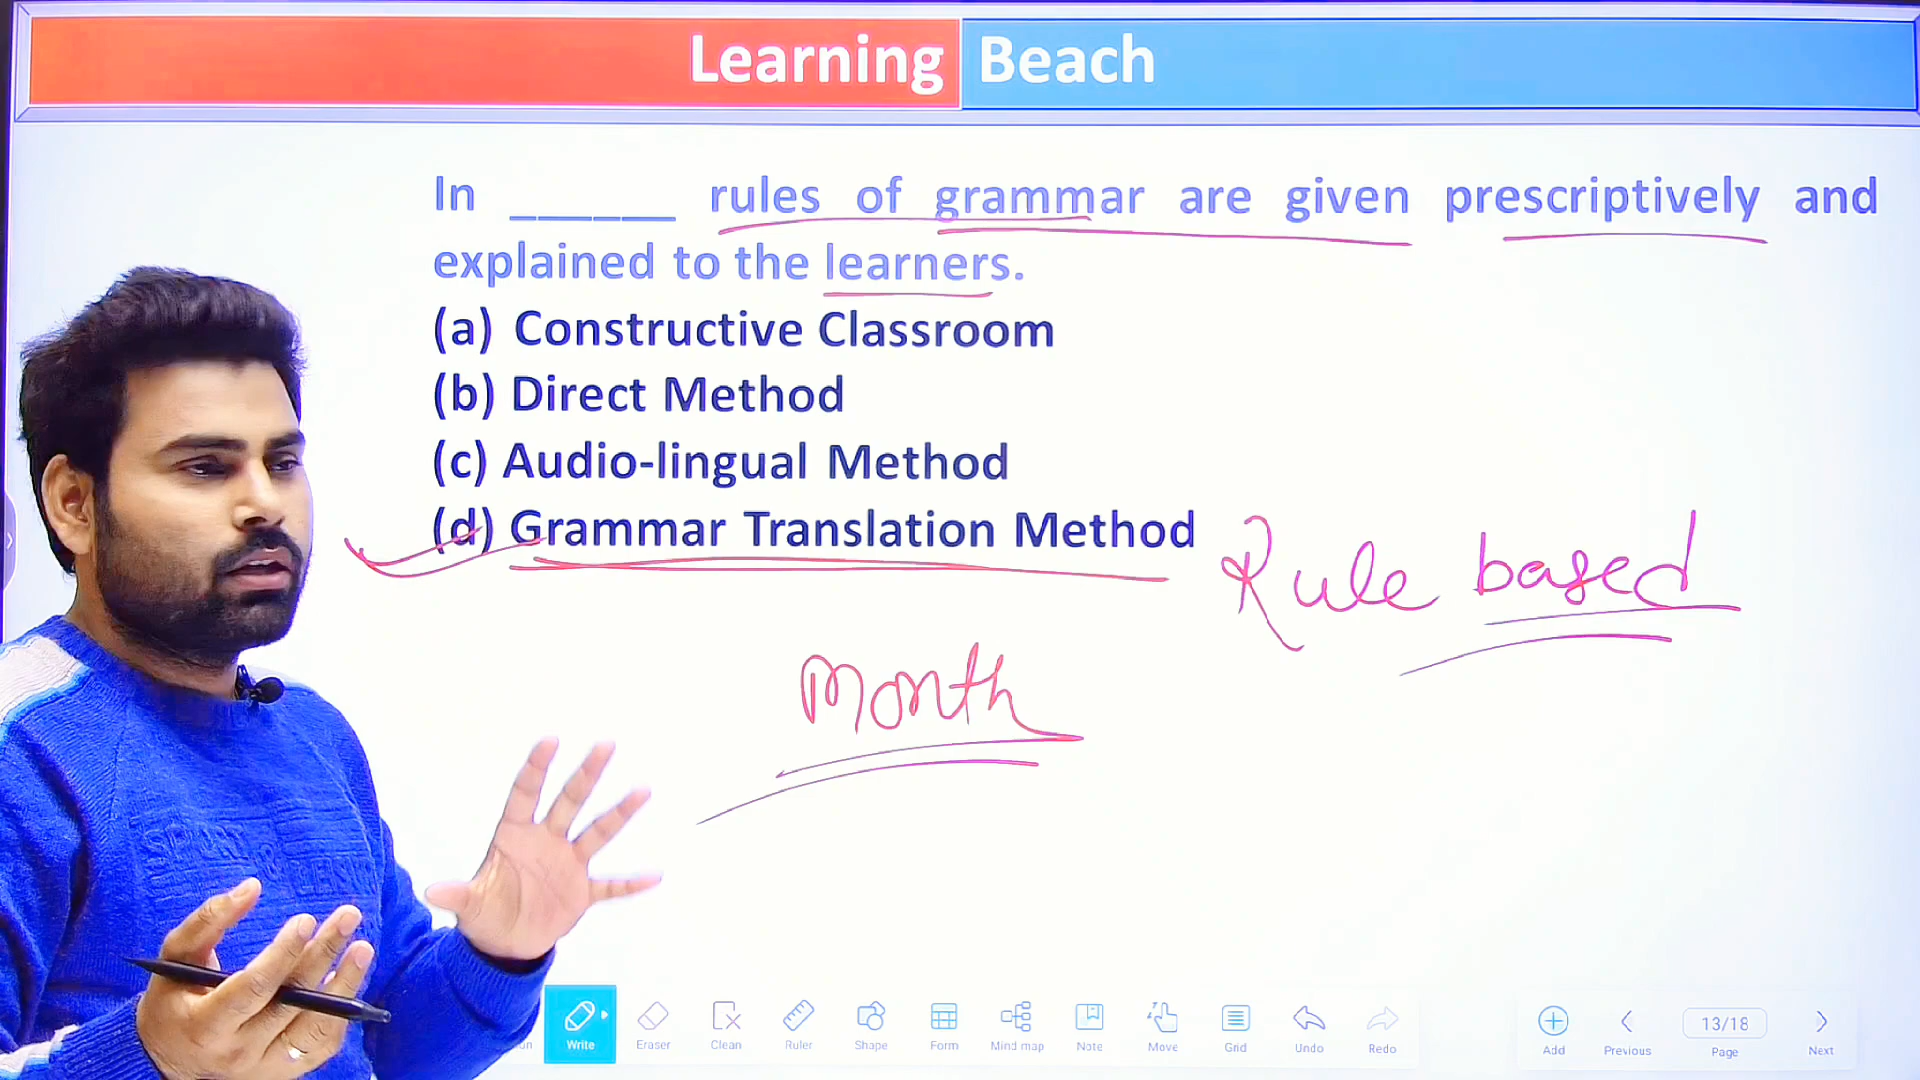 Learning Beach
In ______ rules of grammar are given prescriptively and
explained to the learners.
(a) Constructive Classroom
(b) Direct Method
(c) Audio-lingual Method
(d) Grammar Translation Method
Rule based
Month
Write Eraser Clean Ruler Shape Form Mind map Note Move Grid Undo Redo
Add Previous 13/18 Page Next